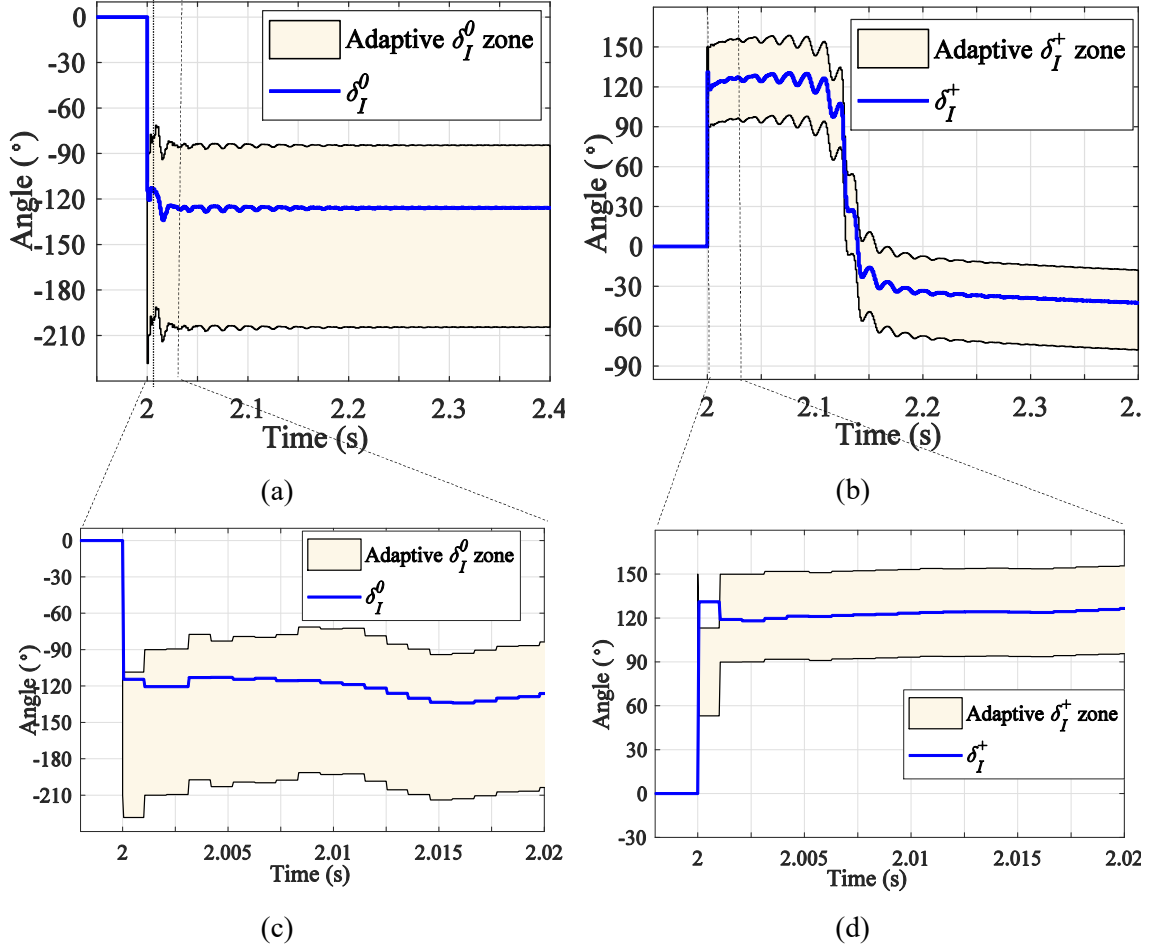 Adaptive δ_I^0 zone
δ_I^0
0
-30
-60
-90
-120
-150
-180
-210
Angle (°)
2
2.1
2.2
2.3
2.4
Time (s)
(a)
Adaptive δ_I^+ zone
δ_I^+
150
120
90
60
30
0
-30
-60
-90
Angle (°)
2
2.1
2.2
2.3
2.
Time (s)
(b)
Adaptive δ_I^0 zone
δ_I^0
0
-30
-60
-90
-120
-150
-180
-210
Angle (°)
2
2.005
2.01
2.015
2.02
Time (s)
(c)
150
120
90
60
30
0
-30
Angle (°)
Adaptive δ_I^+ zone
δ_I^+
2
2.005
2.01
2.015
2.02
Time (s)
(d)